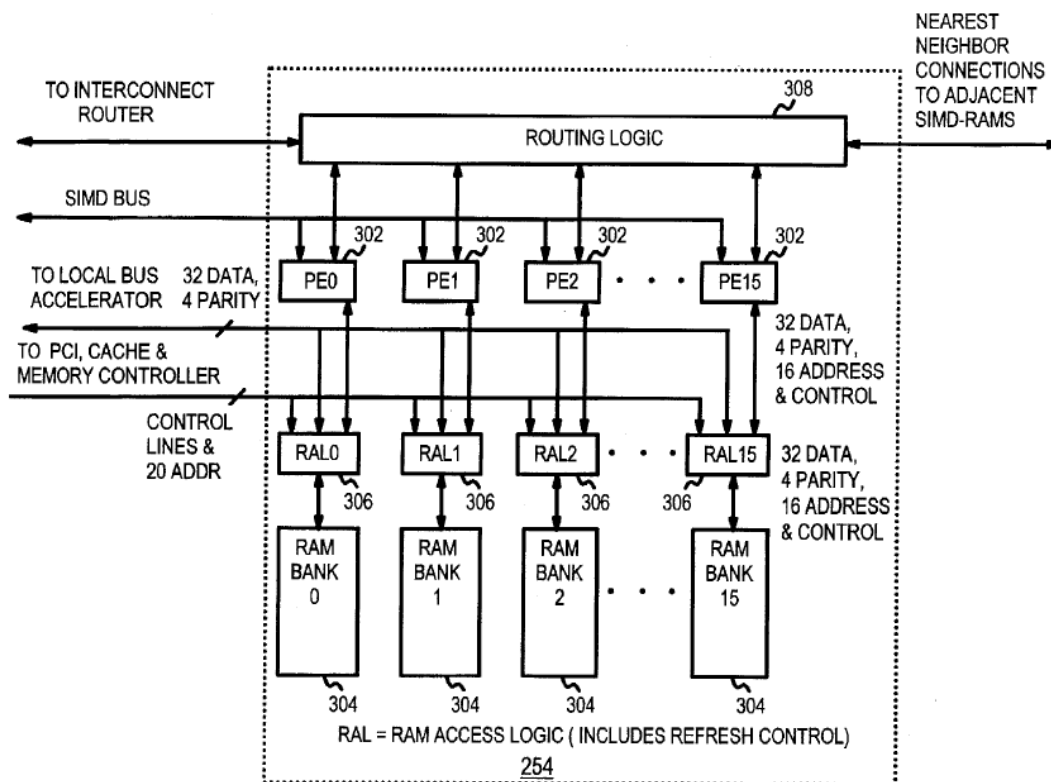 NEAREST
NEIGHBOR
CONNECTIONS
TO ADJACENT
SIMD-RAMS
TO INTERCONNECT
ROUTER
308
ROUTING LOGIC
SIMD BUS
302 302 302 302
PE0 PE1 PE2 PE15
TO LOCAL BUS
ACCELERATOR
32 DATA,
4 PARITY
32 DATA,
4 PARITY,
16 ADDRESS
& CONTROL
TO PCI, CACHE &
MEMORY CONTROLLER
CONTROL
LINES &
20 ADDR
RAL0 RAL1 RAL2 RAL15
306 306 306 306
32 DATA,
4 PARITY,
16 ADDRESS
& CONTROL
RAM
BANK
0
RAM
BANK
1
RAM
BANK
2
RAM
BANK
15
304 304 304 304
RAL = RAM ACCESS LOGIC ( INCLUDES REFRESH CONTROL)
254